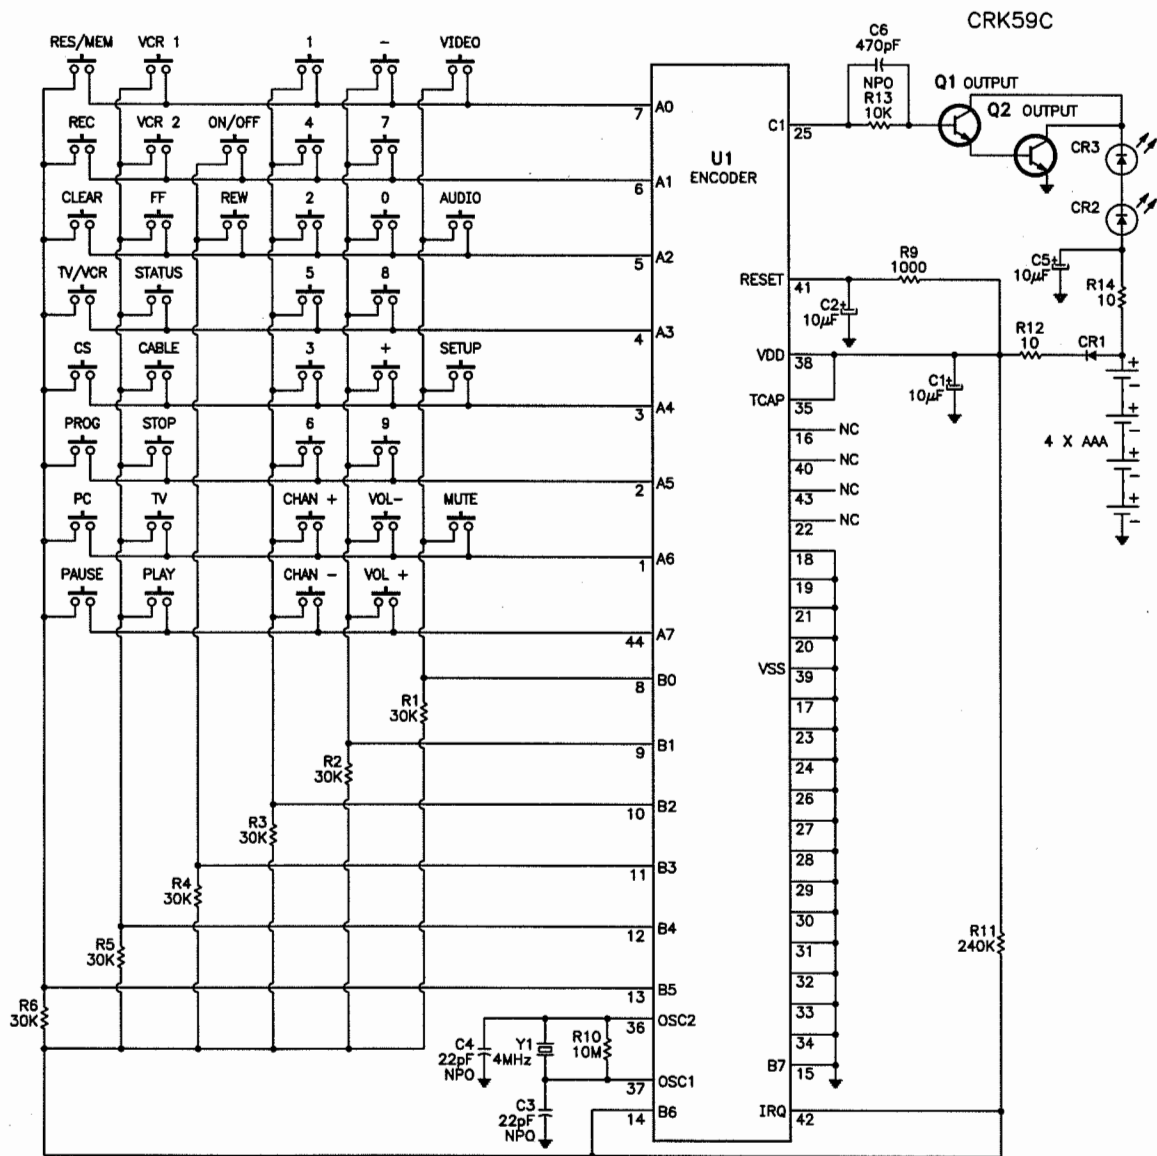 CRK59C
RES/MEM VCR 1 1 - VIDEO
7 A0
REC VCR 2 ON/OFF 4 7
6 A1
CLEAR FF REW 2 0 AUDIO
5 A2
TV/VCR STATUS 5 8
4 A3
CS CABLE 3 + SETUP
3 A4
PROG STOP 6 9
2 A5
PC TV CHAN + VOL- MUTE
1 A6
PAUSE PLAY CHAN - VOL +
44 A7
8 B0
R1
30K
9 B1
R2
30K
10 B2
R3
30K
11 B3
R4
30K
12 B4
R5
30K
13 B5
R6
30K
36 OSC2
C4
22pF
NPO
Y1
4MHz
R10
10M
37 OSC1
C3
22pF
NPO
14 B6
U1
ENCODER
C1
25
C6
470pF
NPO
R13
10K
Q1 OUTPUT
Q2 OUTPUT
CR3
CR2
C5+
10µF
R14
10
RESET
41
R9
1000
C2+
10µF
VDD
38
R12
10
CR1
TCAP
35
C1+
10µF
16 NC
40 NC
43 NC
22 NC
+
-
+
-
4 X AAA
+
-
+
-
18
19
21
20
VSS
39
17
23
24
26
27
28
29
30
31
32
33
34
B7
15
R11
240K
IRQ
42